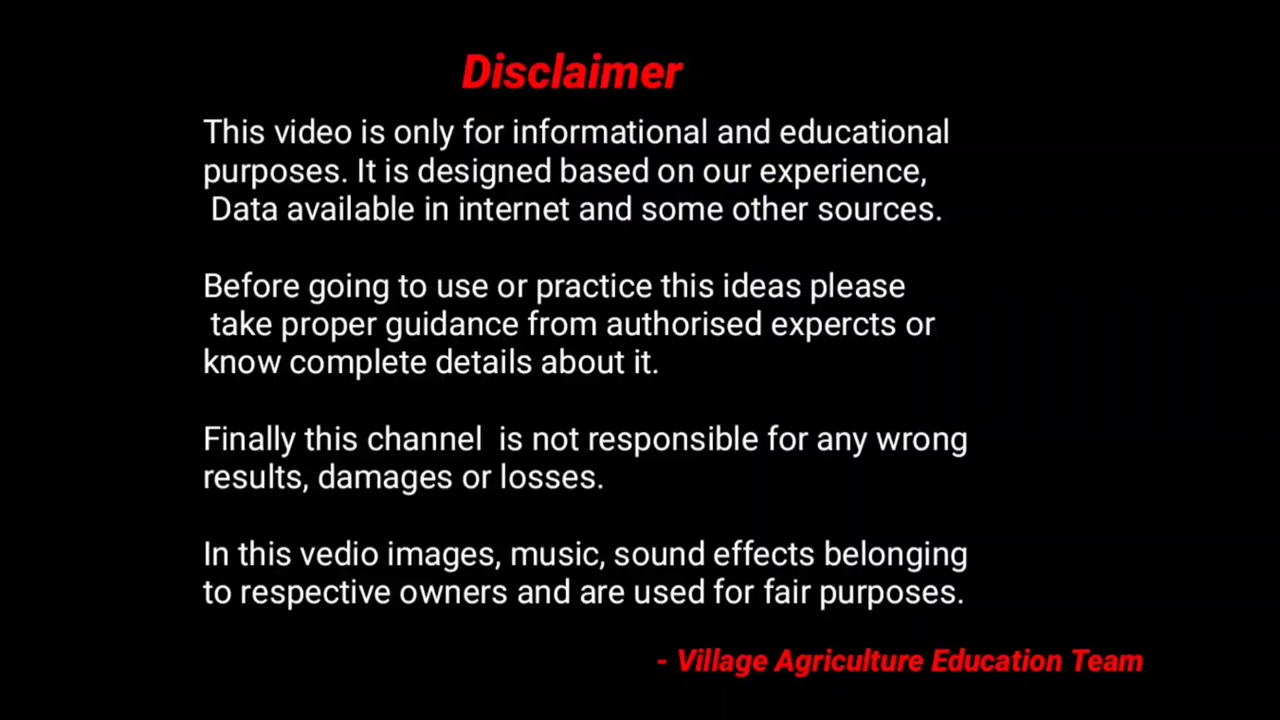 Disclaimer
This video is only for informational and educational
purposes. It is designed based on our experience,
Data available in internet and some other sources.
Before going to use or practice this ideas please
take proper guidance from authorised expercts or
know complete details about it.
Finally this channel  is not responsible for any wrong
results, damages or losses.
In this vedio images, music, sound effects belonging
to respective owners and are used for fair purposes.
- Village Agriculture Education Team